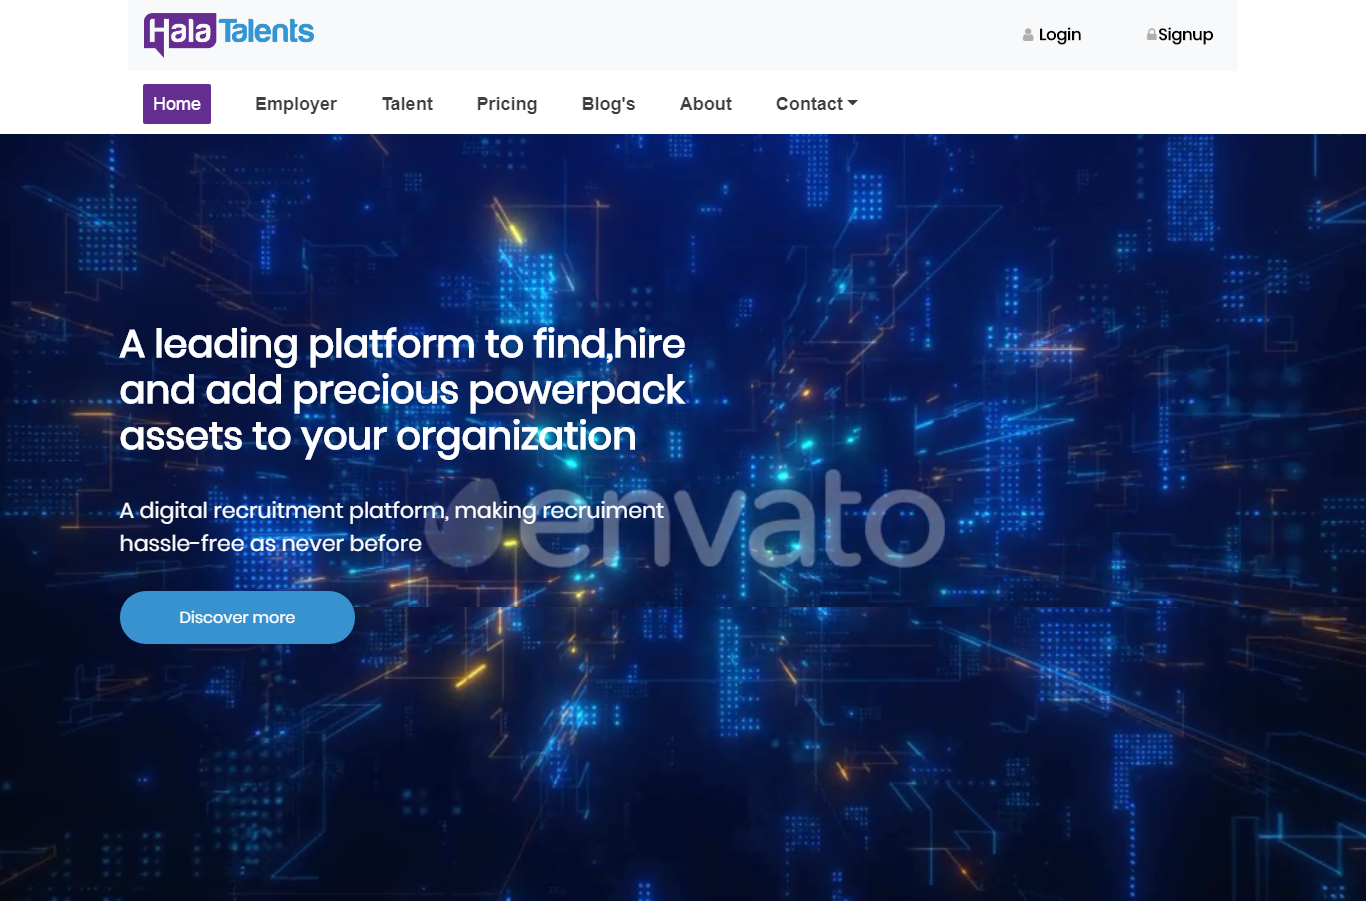 Hala Talents
Login
Signup
Home
Employer
Talent
Pricing
Blog's
About
Contact
A leading platform to find,hire
and add precious powerpack
assets to your organization
envato
A digital recruitment platform, making recruiment
hassle-free as never before
Discover more